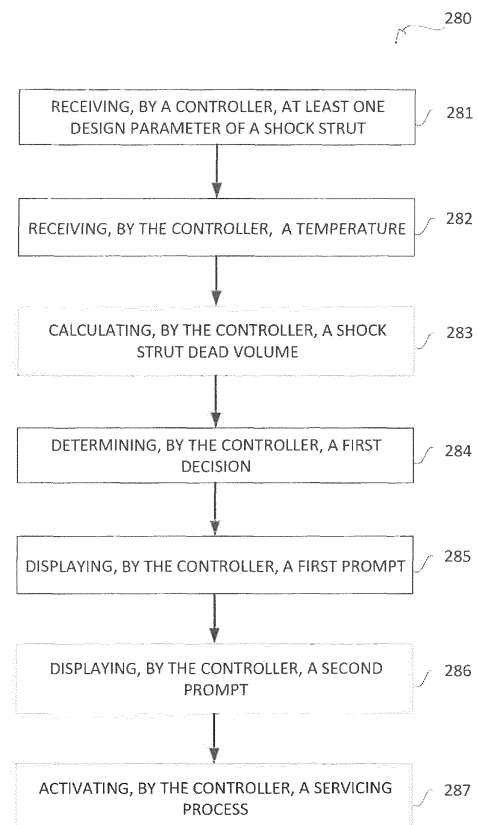 280
RECEIVING, BY A CONTROLLER, AT LEAST ONE
DESIGN PARAMETER OF A SHOCK STRUT
281
RECEIVING, BY THE CONTROLLER, A TEMPERATURE
282
CALCULATING, BY THE CONTROLLER, A SHOCK
STRUT DEAD VOLUME
283
DETERMINING, BY THE CONTROLLER, A FIRST
DECISION
284
DISPLAYING, BY THE CONTROLLER, A FIRST PROMPT
285
DISPLAYING, BY THE CONTROLLER, A SECOND
PROMPT
286
ACTIVATING, BY THE CONTROLLER, A SERVICING
PROCESS
287